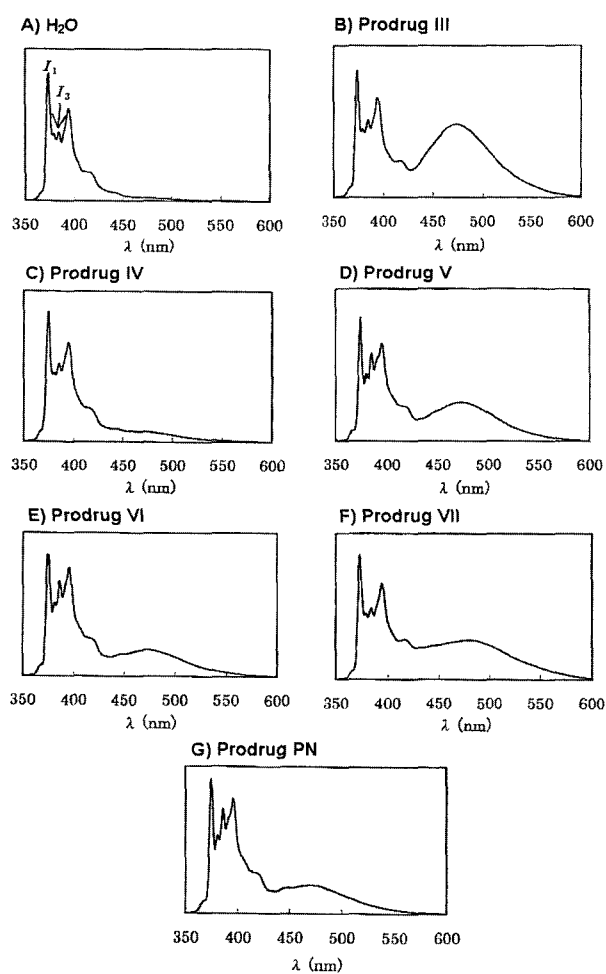 A) H₂O
B) Prodrug III
I₁
I₃
350 400 450 500 550 600
λ (nm)
350 400 450 500 550 600
λ (nm)
C) Prodrug IV
D) Prodrug V
350 400 450 500 550 600
λ (nm)
350 400 450 500 550 600
λ (nm)
E) Prodrug VI
F) Prodrug VII
350 400 450 500 550 600
λ (nm)
350 400 450 500 550 600
λ (nm)
G) Prodrug PN
350 400 450 500 550 600
λ (nm)